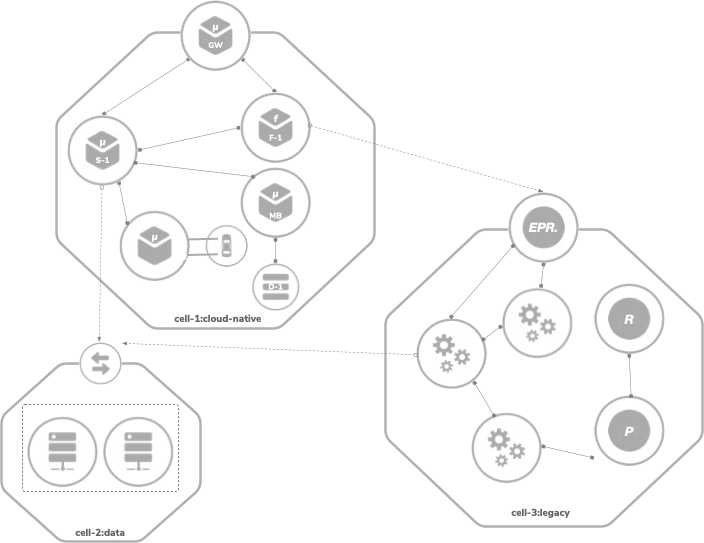 μ
GW
f
F-1
μ
S-1
μ
MB
μ
D-1
cell-1:cloud-native
EPR.
R
P
cell-2:data
cell-3:legacy